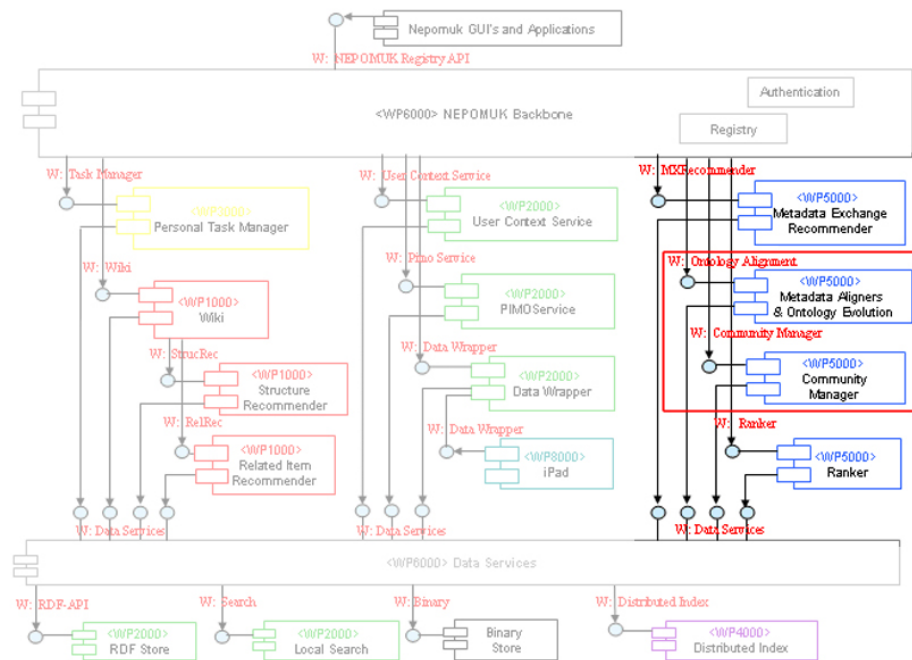 Nepomuk GUI's and Applications
W: NEPOMUK Registry API
Authentication
<WP6000> NEPOMUK Backbone
Registry
W: Task Manager
W: User Context Service
W: MXRecommender
Personal Task Manager
<WP2000>
User Context Service
<WP5000>
Metadata Exchange
Recommender
W: Wiki
W: Pimo Service
W: Ontology Alignment
<WP1000>
Wiki
<WP2000>
PIMOService
<WP5000>
Metadata Aligners
& Ontology Evolution
W: StrucRec
W: Data Wrapper
W: Community Manager
<WP1000>
Structure
Recommender
<WP2000>
Data Wrapper
<WP5000>
Community
Manager
W: RelRec
W: Data Wrapper
W: Ranker
<WP1000>
Related Item
Recommender
<WP8000>
iPad
<WP5000>
Ranker
W: Data Services
W: Data Services
W: Data Services
<WP6000> Data Services
W: RDF-API
W: Search
W: Binary
W: Distributed Index
<WP2000>
RDF Store
<WP2000>
Local Search
Binary
Store
<WP4000>
Distributed Index